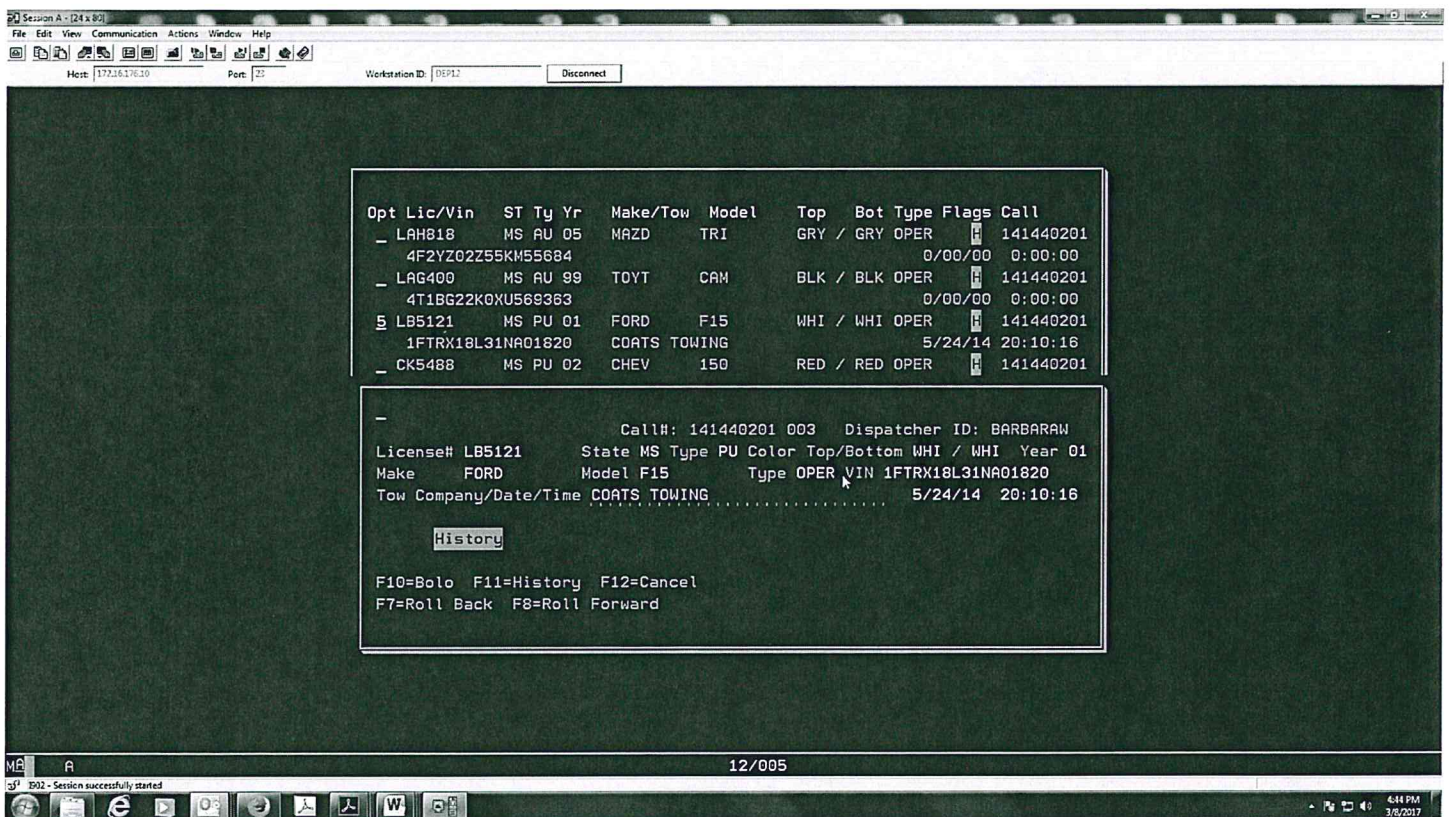 Session A - [24 x 80]
File Edit View Communication Actions Window Help
Host: 172.16.176.10 Port: 23 Workstation ID: DEP12 Disconnect
Opt Lic/Vin ST Ty Yr Make/Tow Model Top Bot Type Flags Call
_ LAH818 MS AU 05 MAZD TRI GRY / GRY OPER H 141440201
4F2YZ02Z55KM55684 0/00/00 0:00:00
_ LAG400 MS AU 99 TOYT CAM BLK / BLK OPER H 141440201
4T1BG22K0XU569363 0/00/00 0:00:00
5 LB5121 MS PU 01 FORD F15 WHI / WHI OPER H 141440201
1FTRX18L31NA01820 COATS TOWING 5/24/14 20:10:16
_ CK5488 MS PU 02 CHEV 150 RED / RED OPER H 141440201
_
Call#: 141440201 003 Dispatcher ID: BARBARAW
License# LB5121 State MS Type PU Color Top/Bottom WHI / WHI Year 01
Make FORD Model F15 Type OPER VIN 1FTRX18L31NA01820
Tow Company/Date/Time COATS TOWING 5/24/14 20:10:16
History
F10=Bolo F11=History F12=Cancel
F7=Roll Back F8=Roll Forward
MA A 12/005
I902 - Session successfully started
4:44 PM
3/8/2017